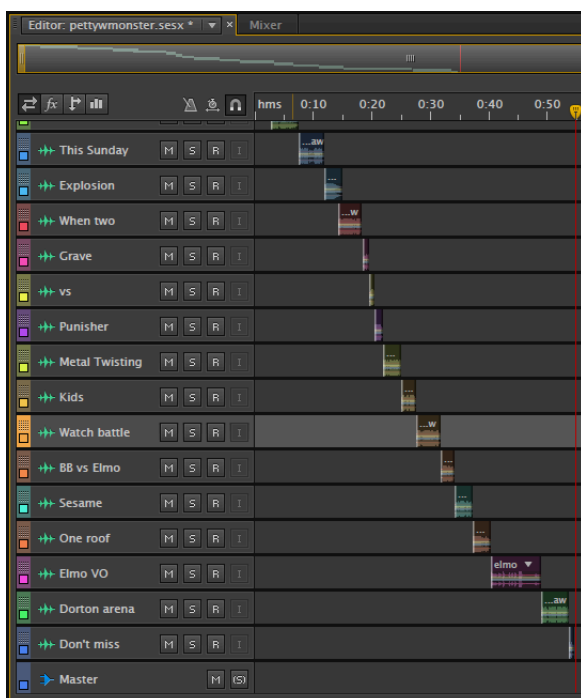 Editor: pettywmonster.sesx * ▼ × Mixer
fx
hms 0:10 0:20 0:30 0:40 0:50
This Sunday M S R I ...aw
Explosion M S R I ...
When two M S R I ...w
Grave M S R I
vs M S R I
Punisher M S R I
Metal Twisting M S R I ...
Kids M S R I ...
Watch battle M S R I ...w
BB vs Elmo M S R I ...
Sesame M S R I ...
One roof M S R I ...
Elmo VO M S R I elmo ▼
Dorton arena M S R I ...aw
Don't miss M S R I
Master M (S)